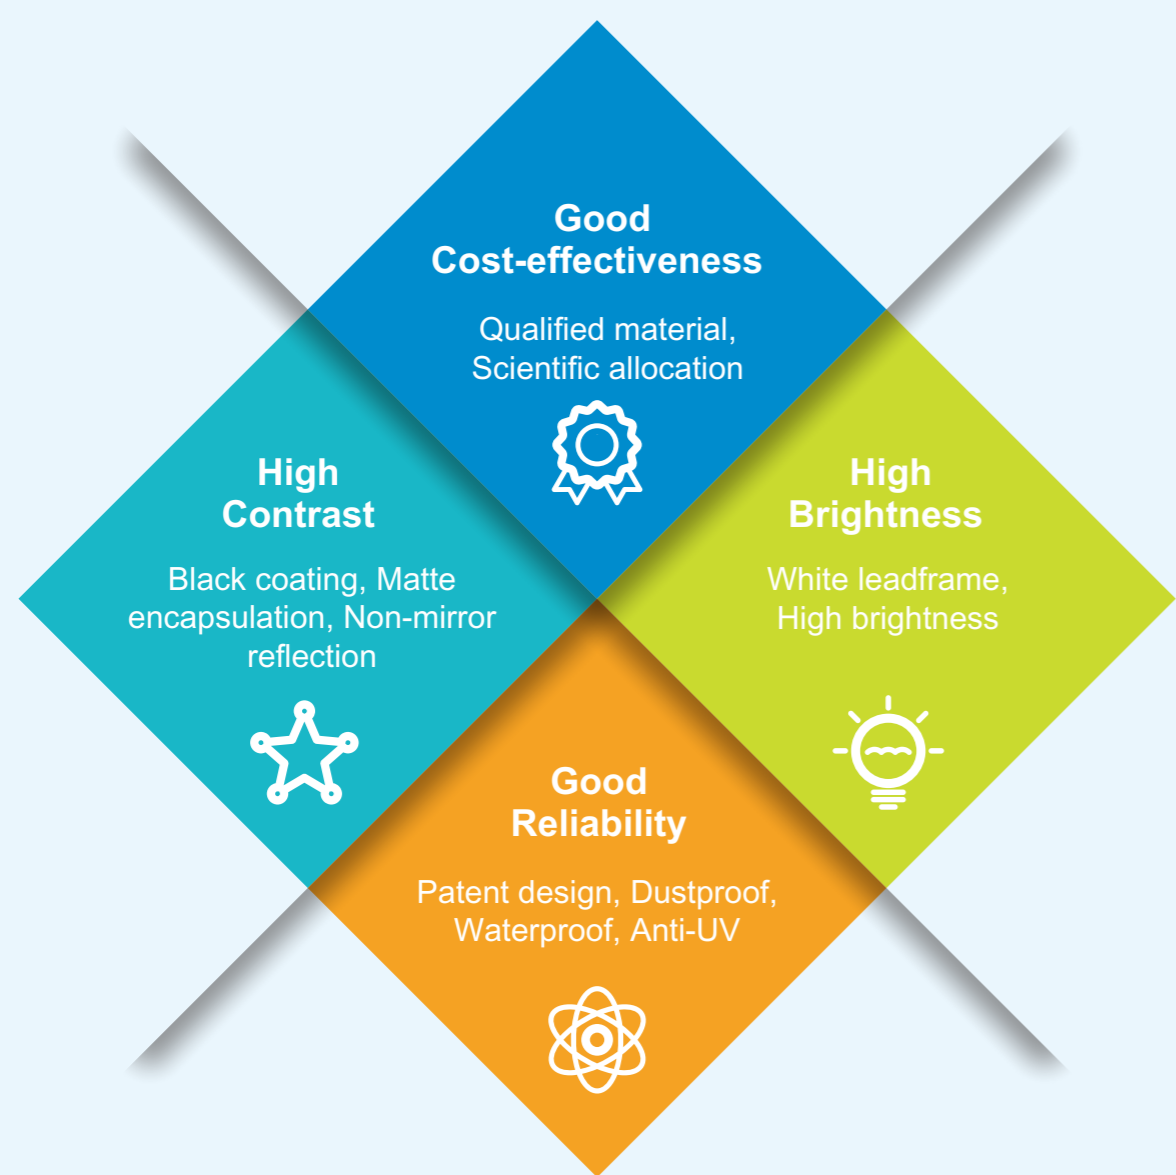 Good
Cost-effectiveness
Qualified material,
Scientific allocation
High
Contrast
Black coating, Matte
encapsulation, Non-mirror
reflection
High
Brightness
White leadframe,
High brightness
Good
Reliability
Patent design, Dustproof,
Waterproof, Anti-UV